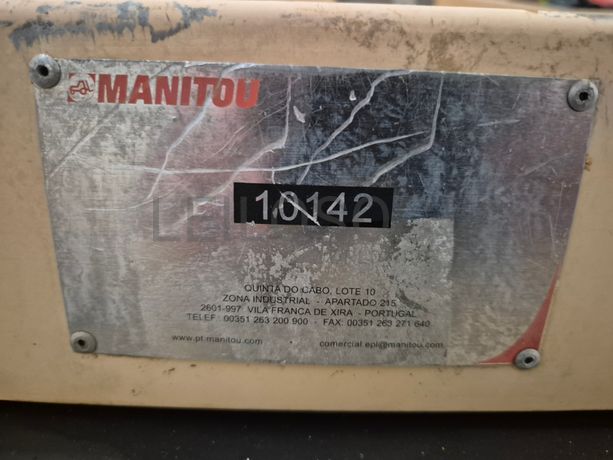 MANITOU
10142
QUINTA DO CABO, LOTE 10
ZONA INDUSTRIAL - APARTADO 215
2601-997 VILA FRANCA DE XIRA - PORTUGAL
TELEF: 00351 263 200 900 - FAX: 00351 263 271 640
www.pt.manitou.com comercial.epl@manitou.com